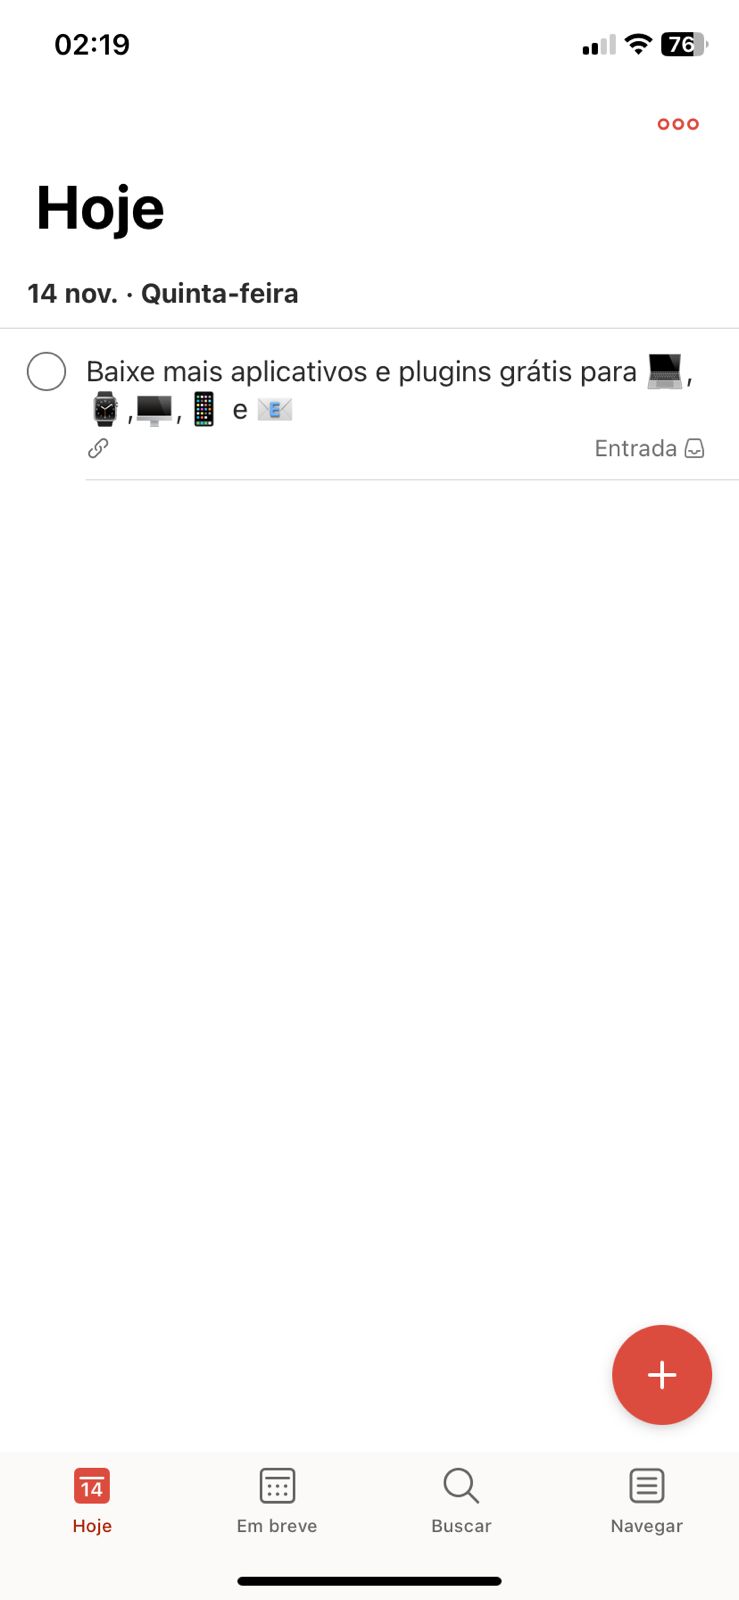 02:19
76
Hoje
14 nov. · Quinta-feira
Baixe mais aplicativos e plugins grátis para 💻,
⌚,🖥,📱 e 📧
Entrada
14
Hoje
Em breve
Buscar
Navegar